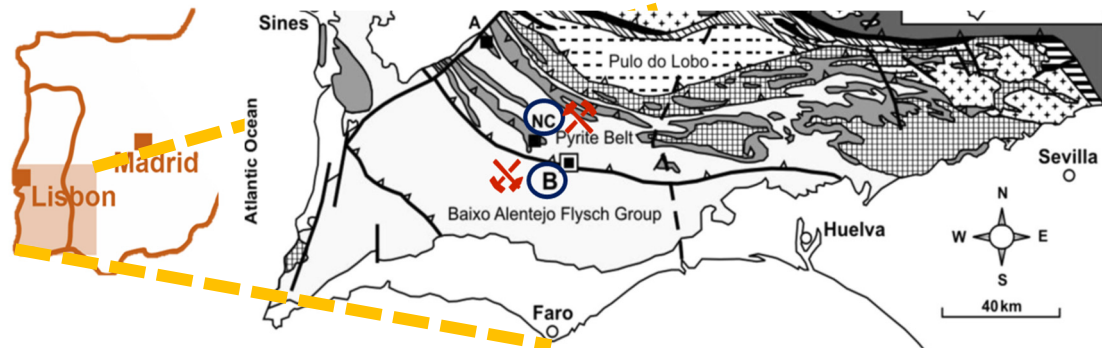 Madrid
Lisbon
Sines
A
Pulo do Lobo
Atlantic Ocean
NC
Pyrite Belt
B
Baixo Alentejo Flysch Group
Sevilla
Huelva
Faro
N
W
E
S
40 km